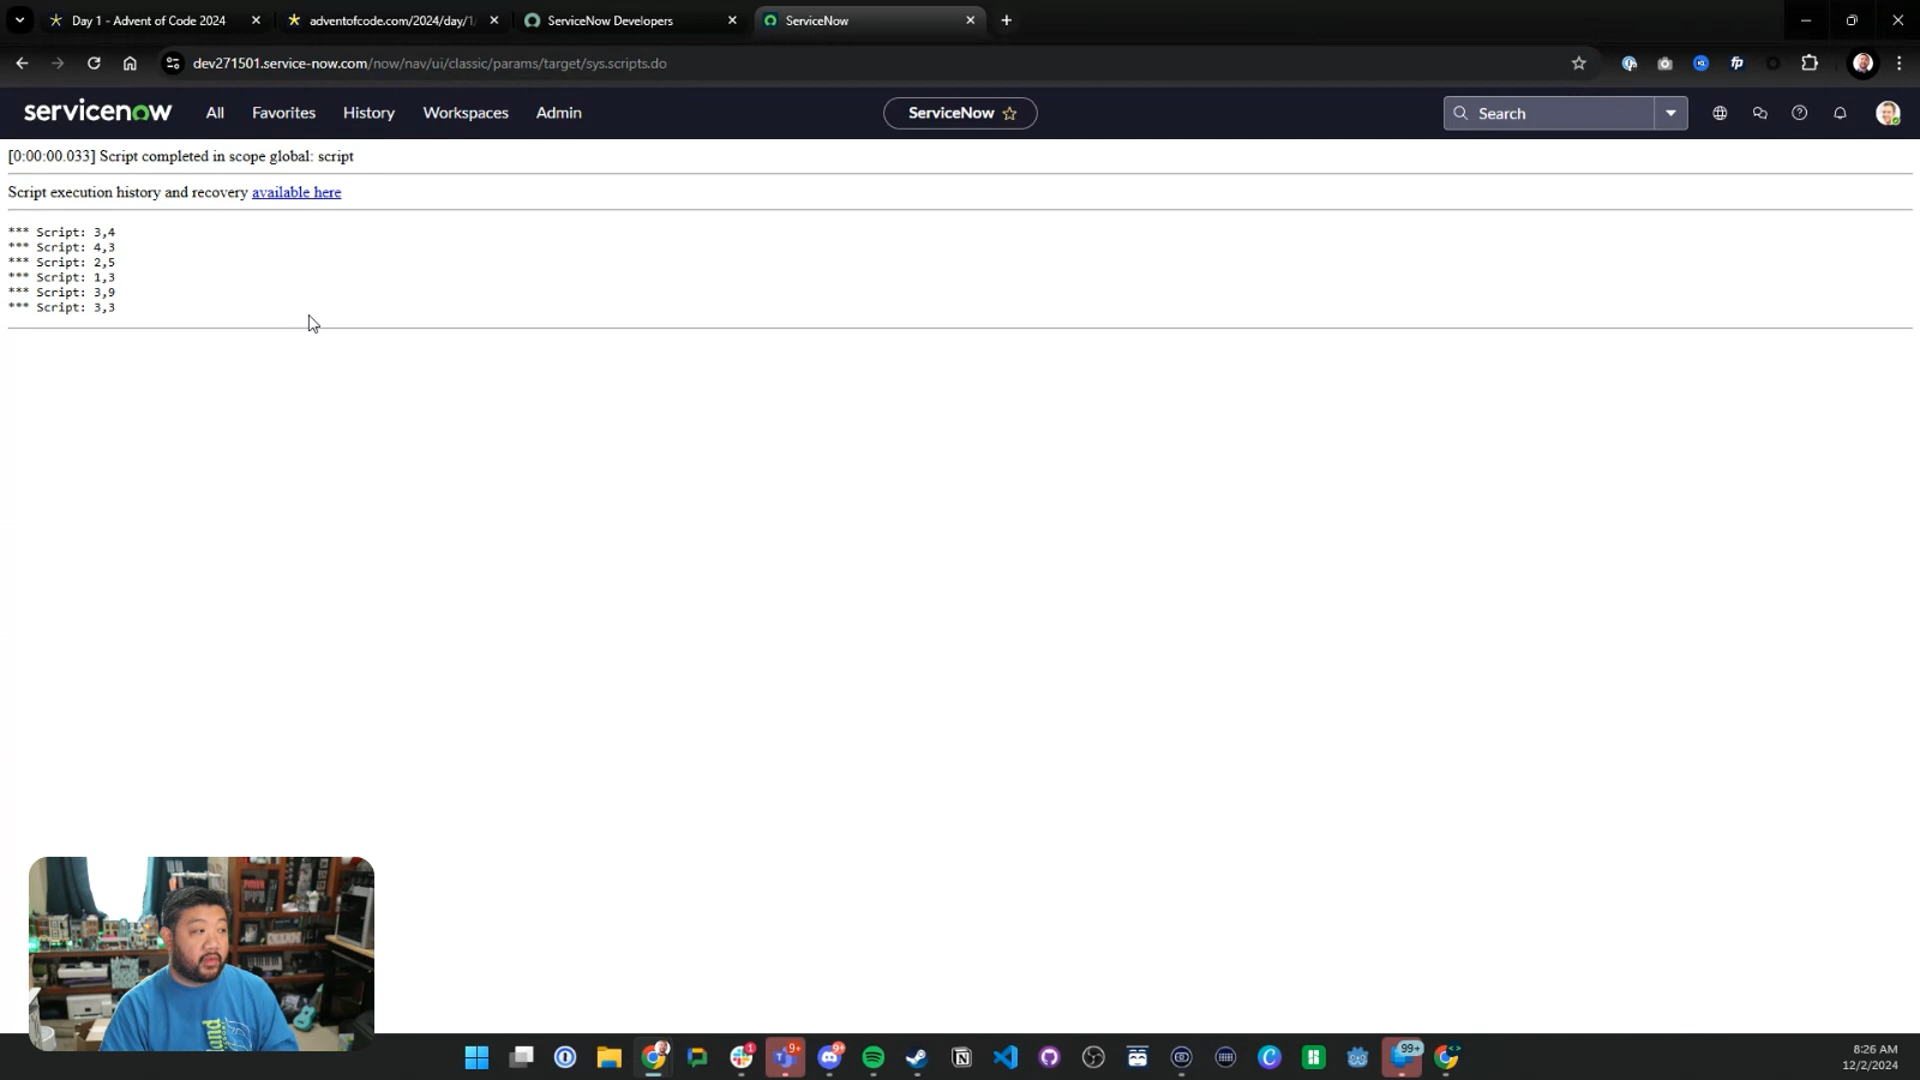 Day 1 - Advent of Code 2024
adventofcode.com/2024/day/1
ServiceNow Developers
ServiceNow
dev271501.service-now.com/now/nav/ui/classic/params/target/sys.scripts.do
servicenow
All
Favorites
History
Workspaces
Admin
ServiceNow
Search
[0:00:00.033] Script completed in scope global: script
Script execution history and recovery available here
*** Script: 3,4
*** Script: 4,3
*** Script: 2,5
*** Script: 1,3
*** Script: 3,9
*** Script: 3,3
1
9+
9+
99+
8:26 AM
12/2/2024